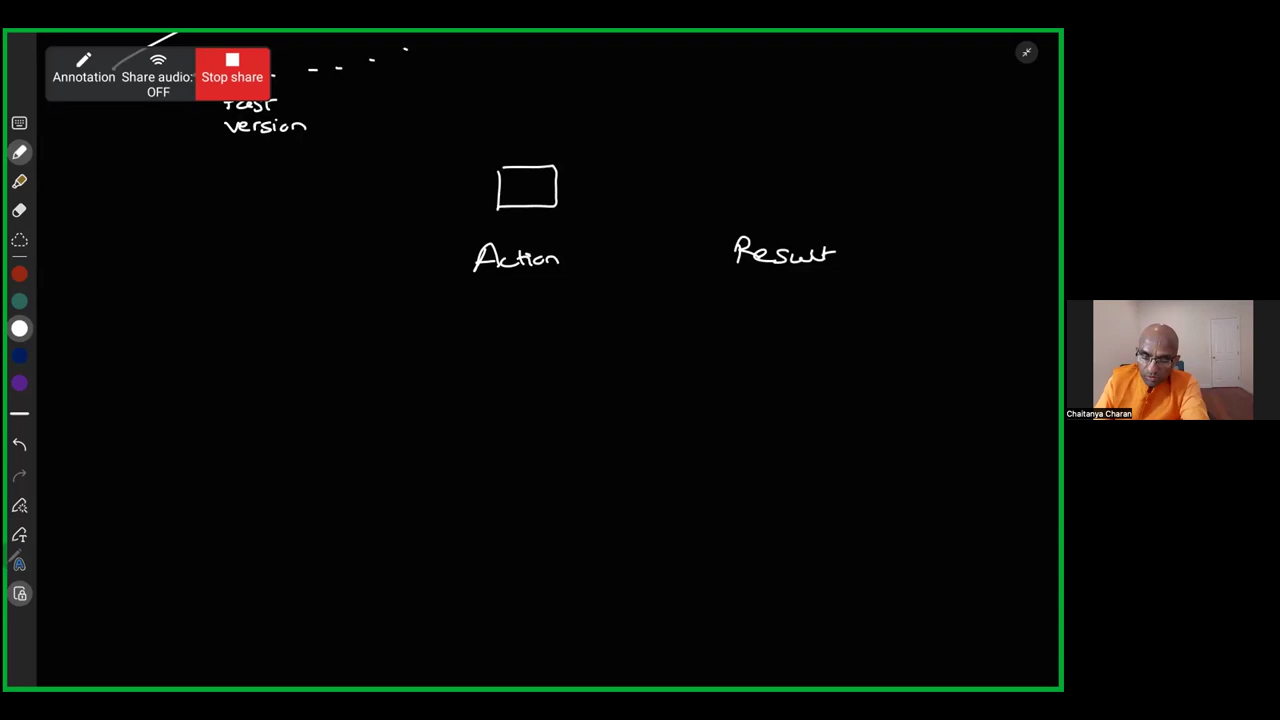 Annotation
Share audio:
OFF
Stop share
version
Action
Result
Chaitanya Charan